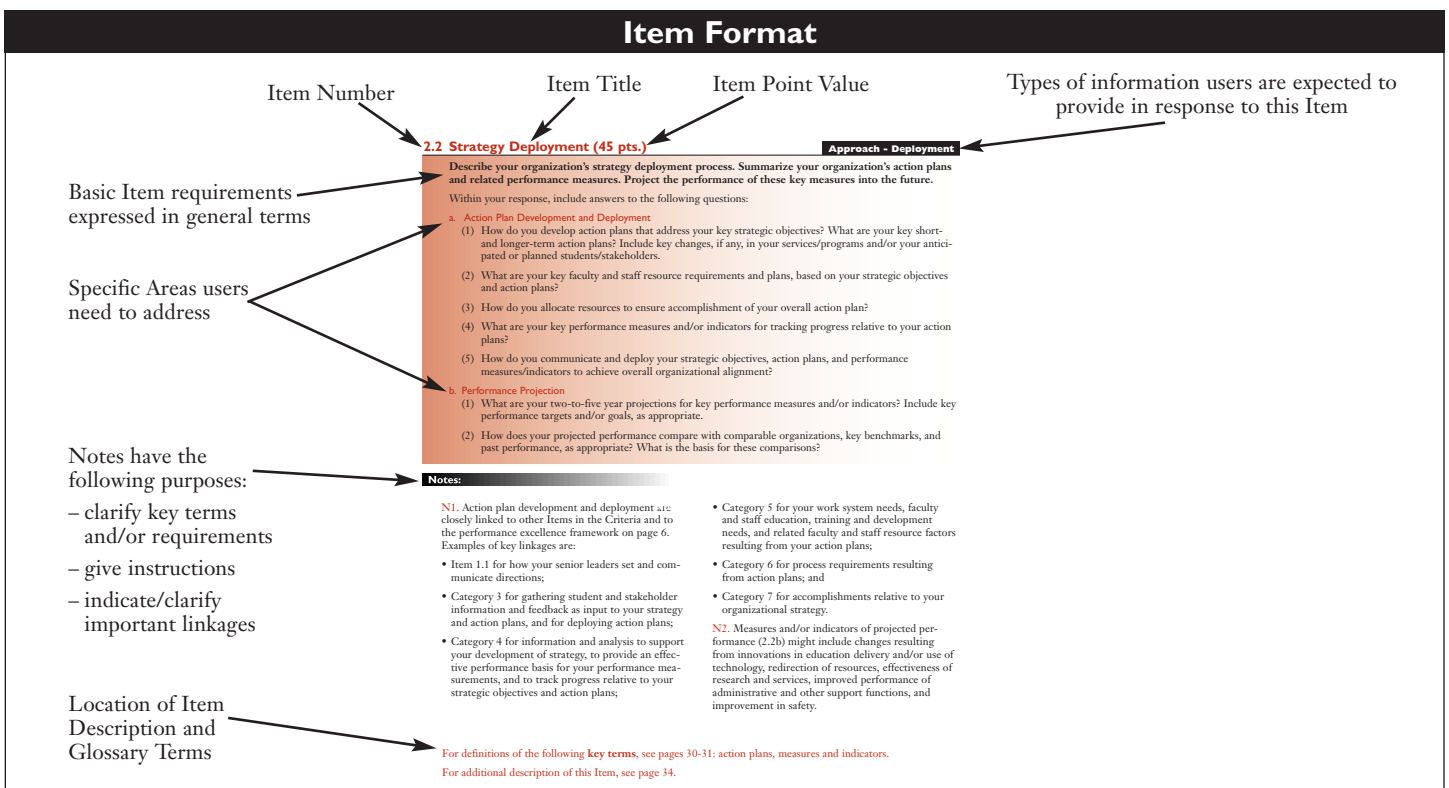 Item Format
Item Number
Item Title
Item Point Value
Types of information users are expected to
provide in response to this Item
2.2 Strategy Deployment (45 pts.)
Approach - Deployment
Basic Item requirements
expressed in general terms
Describe your organization's strategy deployment process. Summarize your organization's action plans
and related performance measures. Project the performance of these key measures into the future.
Within your response, include answers to the following questions:
Specific Areas users
need to address
a. Action Plan Development and Deployment
(1) How do you develop action plans that address your key strategic objectives? What are your key short-
and longer-term action plans? Include key changes, if any, in your services/programs and/or your antici-
pated or planned students/stakeholders.
(2) What are your key faculty and staff resource requirements and plans, based on your strategic objectives
and action plans?
(3) How do you allocate resources to ensure accomplishment of your overall action plan?
(4) What are your key performance measures and/or indicators for tracking progress relative to your action
plans?
(5) How do you communicate and deploy your strategic objectives, action plans, and performance
measures/indicators to achieve overall organizational alignment?
b. Performance Projection
(1) What are your two-to-five year projections for key performance measures and/or indicators? Include key
performance targets and/or goals, as appropriate.
(2) How does your projected performance compare with comparable organizations, key benchmarks, and
past performance, as appropriate? What is the basis for these comparisons?
Notes have the
following purposes:
– clarify key terms
and/or requirements
– give instructions
– indicate/clarify
important linkages
Notes:
N1. Action plan development and deployment are
closely linked to other Items in the Criteria and to
the performance excellence framework on page 6.
Examples of key linkages are:
• Item 1.1 for how your senior leaders set and com-
municate directions;
• Category 3 for gathering student and stakeholder
information and feedback as input to your strategy
and action plans, and for deploying action plans;
• Category 4 for information and analysis to support
your development of strategy, to provide an effec-
tive performance basis for your performance mea-
surements, and to track progress relative to your
strategic objectives and action plans;
• Category 5 for your work system needs, faculty
and staff education, training and development
needs, and related faculty and staff resource factors
resulting from your action plans;
• Category 6 for process requirements resulting
from action plans; and
• Category 7 for accomplishments relative to your
organizational strategy.
N2. Measures and/or indicators of projected per-
formance (2.2b) might include changes resulting
from innovations in education delivery and/or use of
technology, redirection of resources, effectiveness of
research and services, improved performance of
administrative and other support functions, and
improvement in safety.
Location of Item
Description and
Glossary Terms
For definitions of the following key terms, see pages 30-31: action plans, measures and indicators.
For additional description of this Item, see page 34.